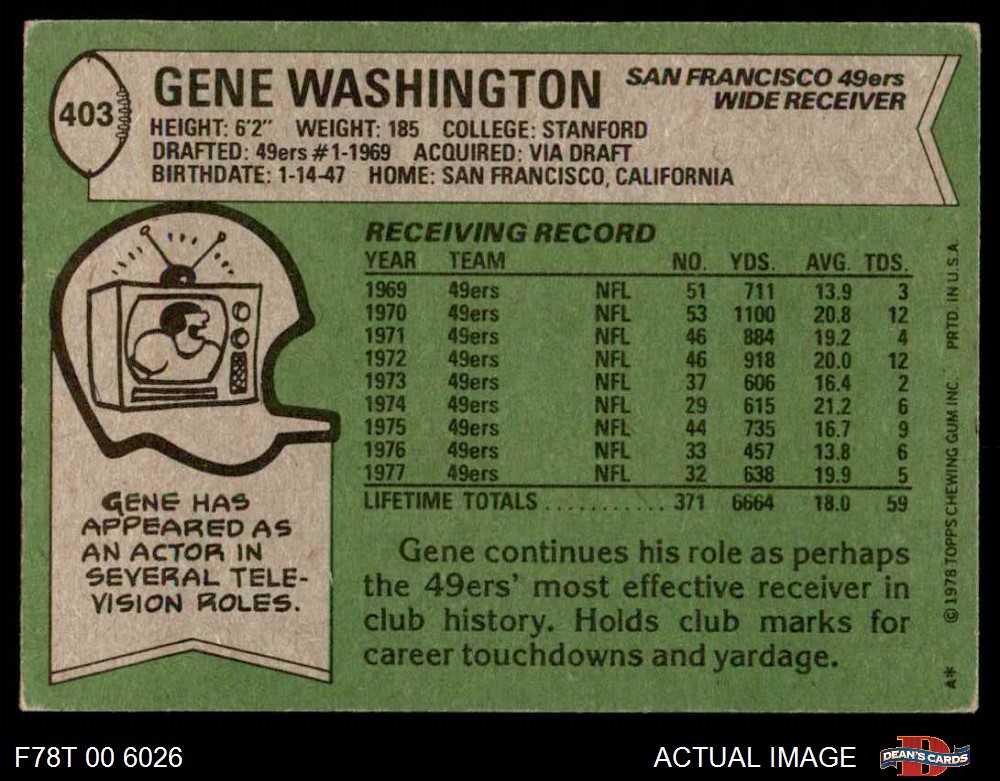 403
GENE WASHINGTON
SAN FRANCISCO 49ers
WIDE RECEIVER
HEIGHT: 6'2" WEIGHT: 185 COLLEGE: STANFORD
DRAFTED: 49ers #1-1969 ACQUIRED: VIA DRAFT
BIRTHDATE: 1-14-47 HOME: SAN FRANCISCO, CALIFORNIA
RECEIVING RECORD
YEAR TEAM NO. YDS. AVG. TDS.
1969 49ers NFL 51 711 13.9 3
1970 49ers NFL 53 1100 20.8 12
1971 49ers NFL 46 884 19.2 4
1972 49ers NFL 46 918 20.0 12
1973 49ers NFL 37 606 16.4 2
1974 49ers NFL 29 615 21.2 6
1975 49ers NFL 44 735 16.7 9
1976 49ers NFL 33 457 13.8 6
1977 49ers NFL 32 638 19.9 5
LIFETIME TOTALS ........... 371 6664 18.0 59
GENE HAS
APPEARED AS
AN ACTOR IN
SEVERAL TELE-
VISION ROLES.
Gene continues his role as perhaps
the 49ers' most effective receiver in
club history. Holds club marks for
career touchdowns and yardage.
A* © 1978 TOPPS CHEWING GUM INC. PRTD. IN U.S.A.
F78T 00 6026
ACTUAL IMAGE
DEAN'S CARDS